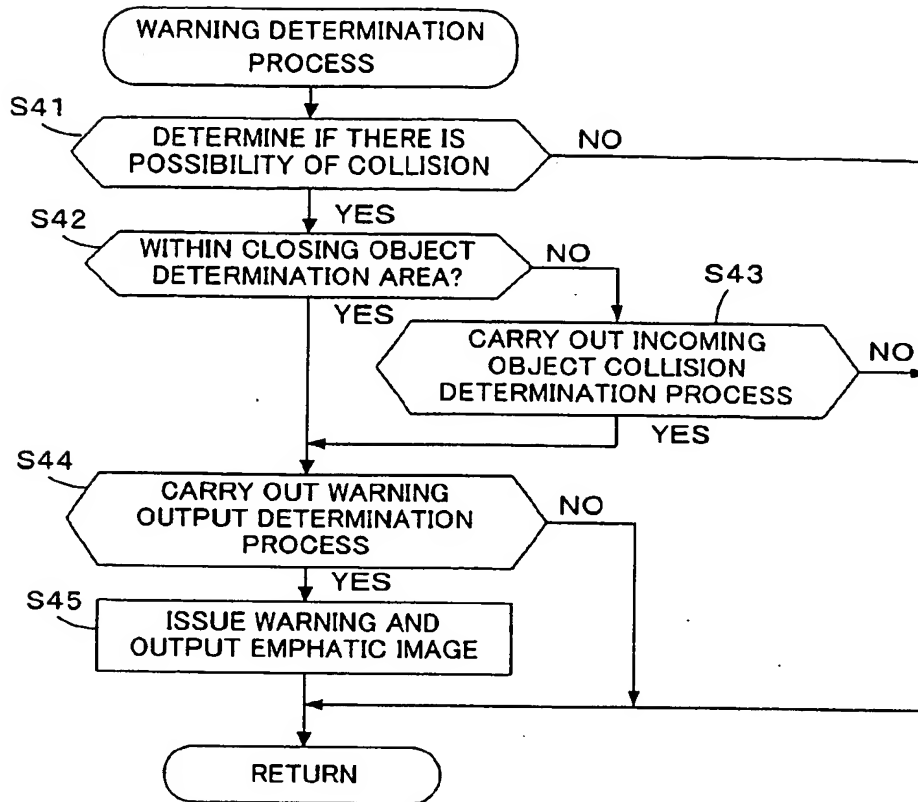 WARNING DETERMINATION
PROCESS
S41
DETERMINE IF THERE IS
POSSIBILITY OF COLLISION
NO
YES
S42
WITHIN CLOSING OBJECT
DETERMINATION AREA?
NO
YES
S43
CARRY OUT INCOMING
OBJECT COLLISION
DETERMINATION PROCESS
NO
YES
S44
CARRY OUT WARNING
OUTPUT DETERMINATION
PROCESS
NO
YES
S45
ISSUE WARNING AND
OUTPUT EMPHATIC IMAGE
RETURN